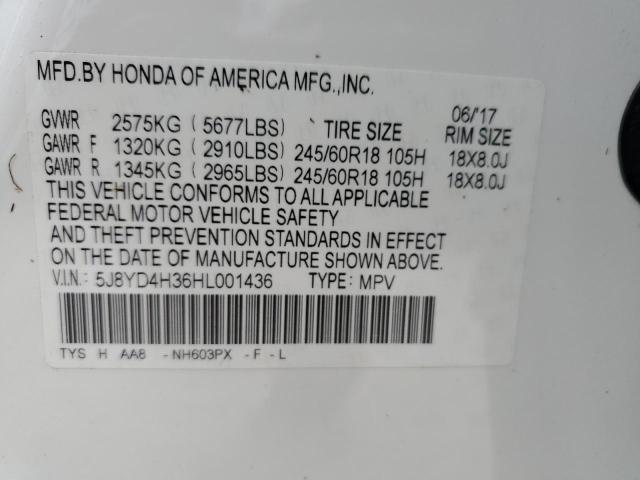 MFD.BY HONDA OF AMERICA MFG.,INC.
06/'17
GVWR 2575KG ( 5677LBS) TIRE SIZE RIM SIZE
GAWR F 1320KG ( 2910LBS) 245/60R18 105H 18X8.0J
GAWR R 1345KG ( 2965LBS) 245/60R18 105H 18X8.0J
THIS VEHICLE CONFORMS TO ALL APPLICABLE
FEDERAL MOTOR VEHICLE SAFETY
AND THEFT PREVENTION STANDARDS IN EFFECT
ON THE DATE OF MANUFACTURE SHOWN ABOVE.
V.I.N.: 5J8YD4H36HL001436 TYPE: MPV
TYS H AA8 -NH603PX -F -L